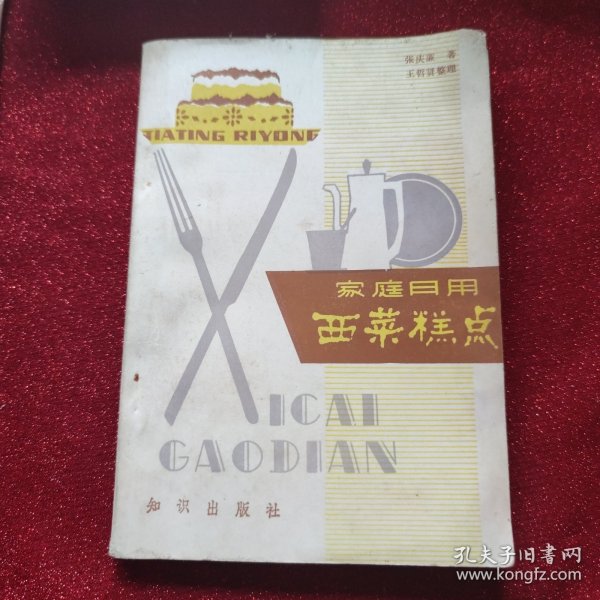 张庆廉 著
王哲贤整理
JIATING RIYONG
家庭日用
西菜糕点
XICAI
GAODIAN
知识出版社
孔夫子旧书网
www.kongfz.com